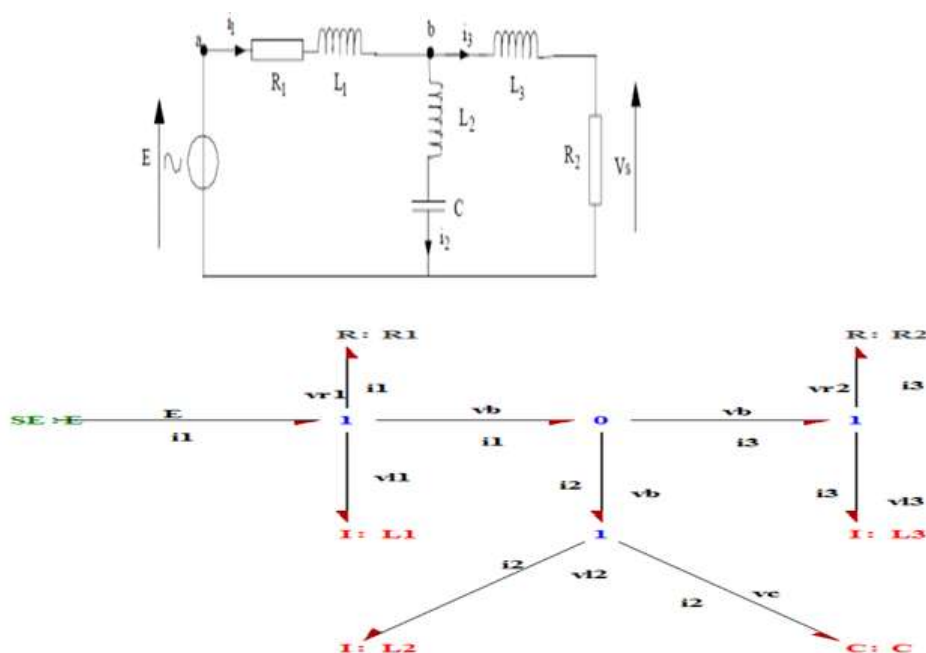 a i₁ b i₃
R₁ L₁ L₃
L₂
E R₂ Vs
C
i₂
R: R1 R: R2
vr1 i1 vr2 i3
SE :E E 1 vb 0 vb 1
i1 i1 i3
vl1 i2 vb i3 vl3
I: L1 1 I: L3
i2 vl2 i2 vc
I: L2 C: C